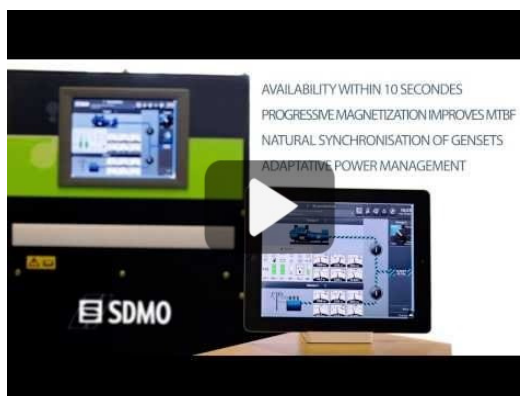 AVAILABILITY WITHIN 10 SECONDES
PROGRESSIVE MAGNETIZATION IMPROVES MTBF
NATURAL SYNCHRONISATION OF GENSETS
ADAPTATIVE POWER MANAGEMENT
SDMO